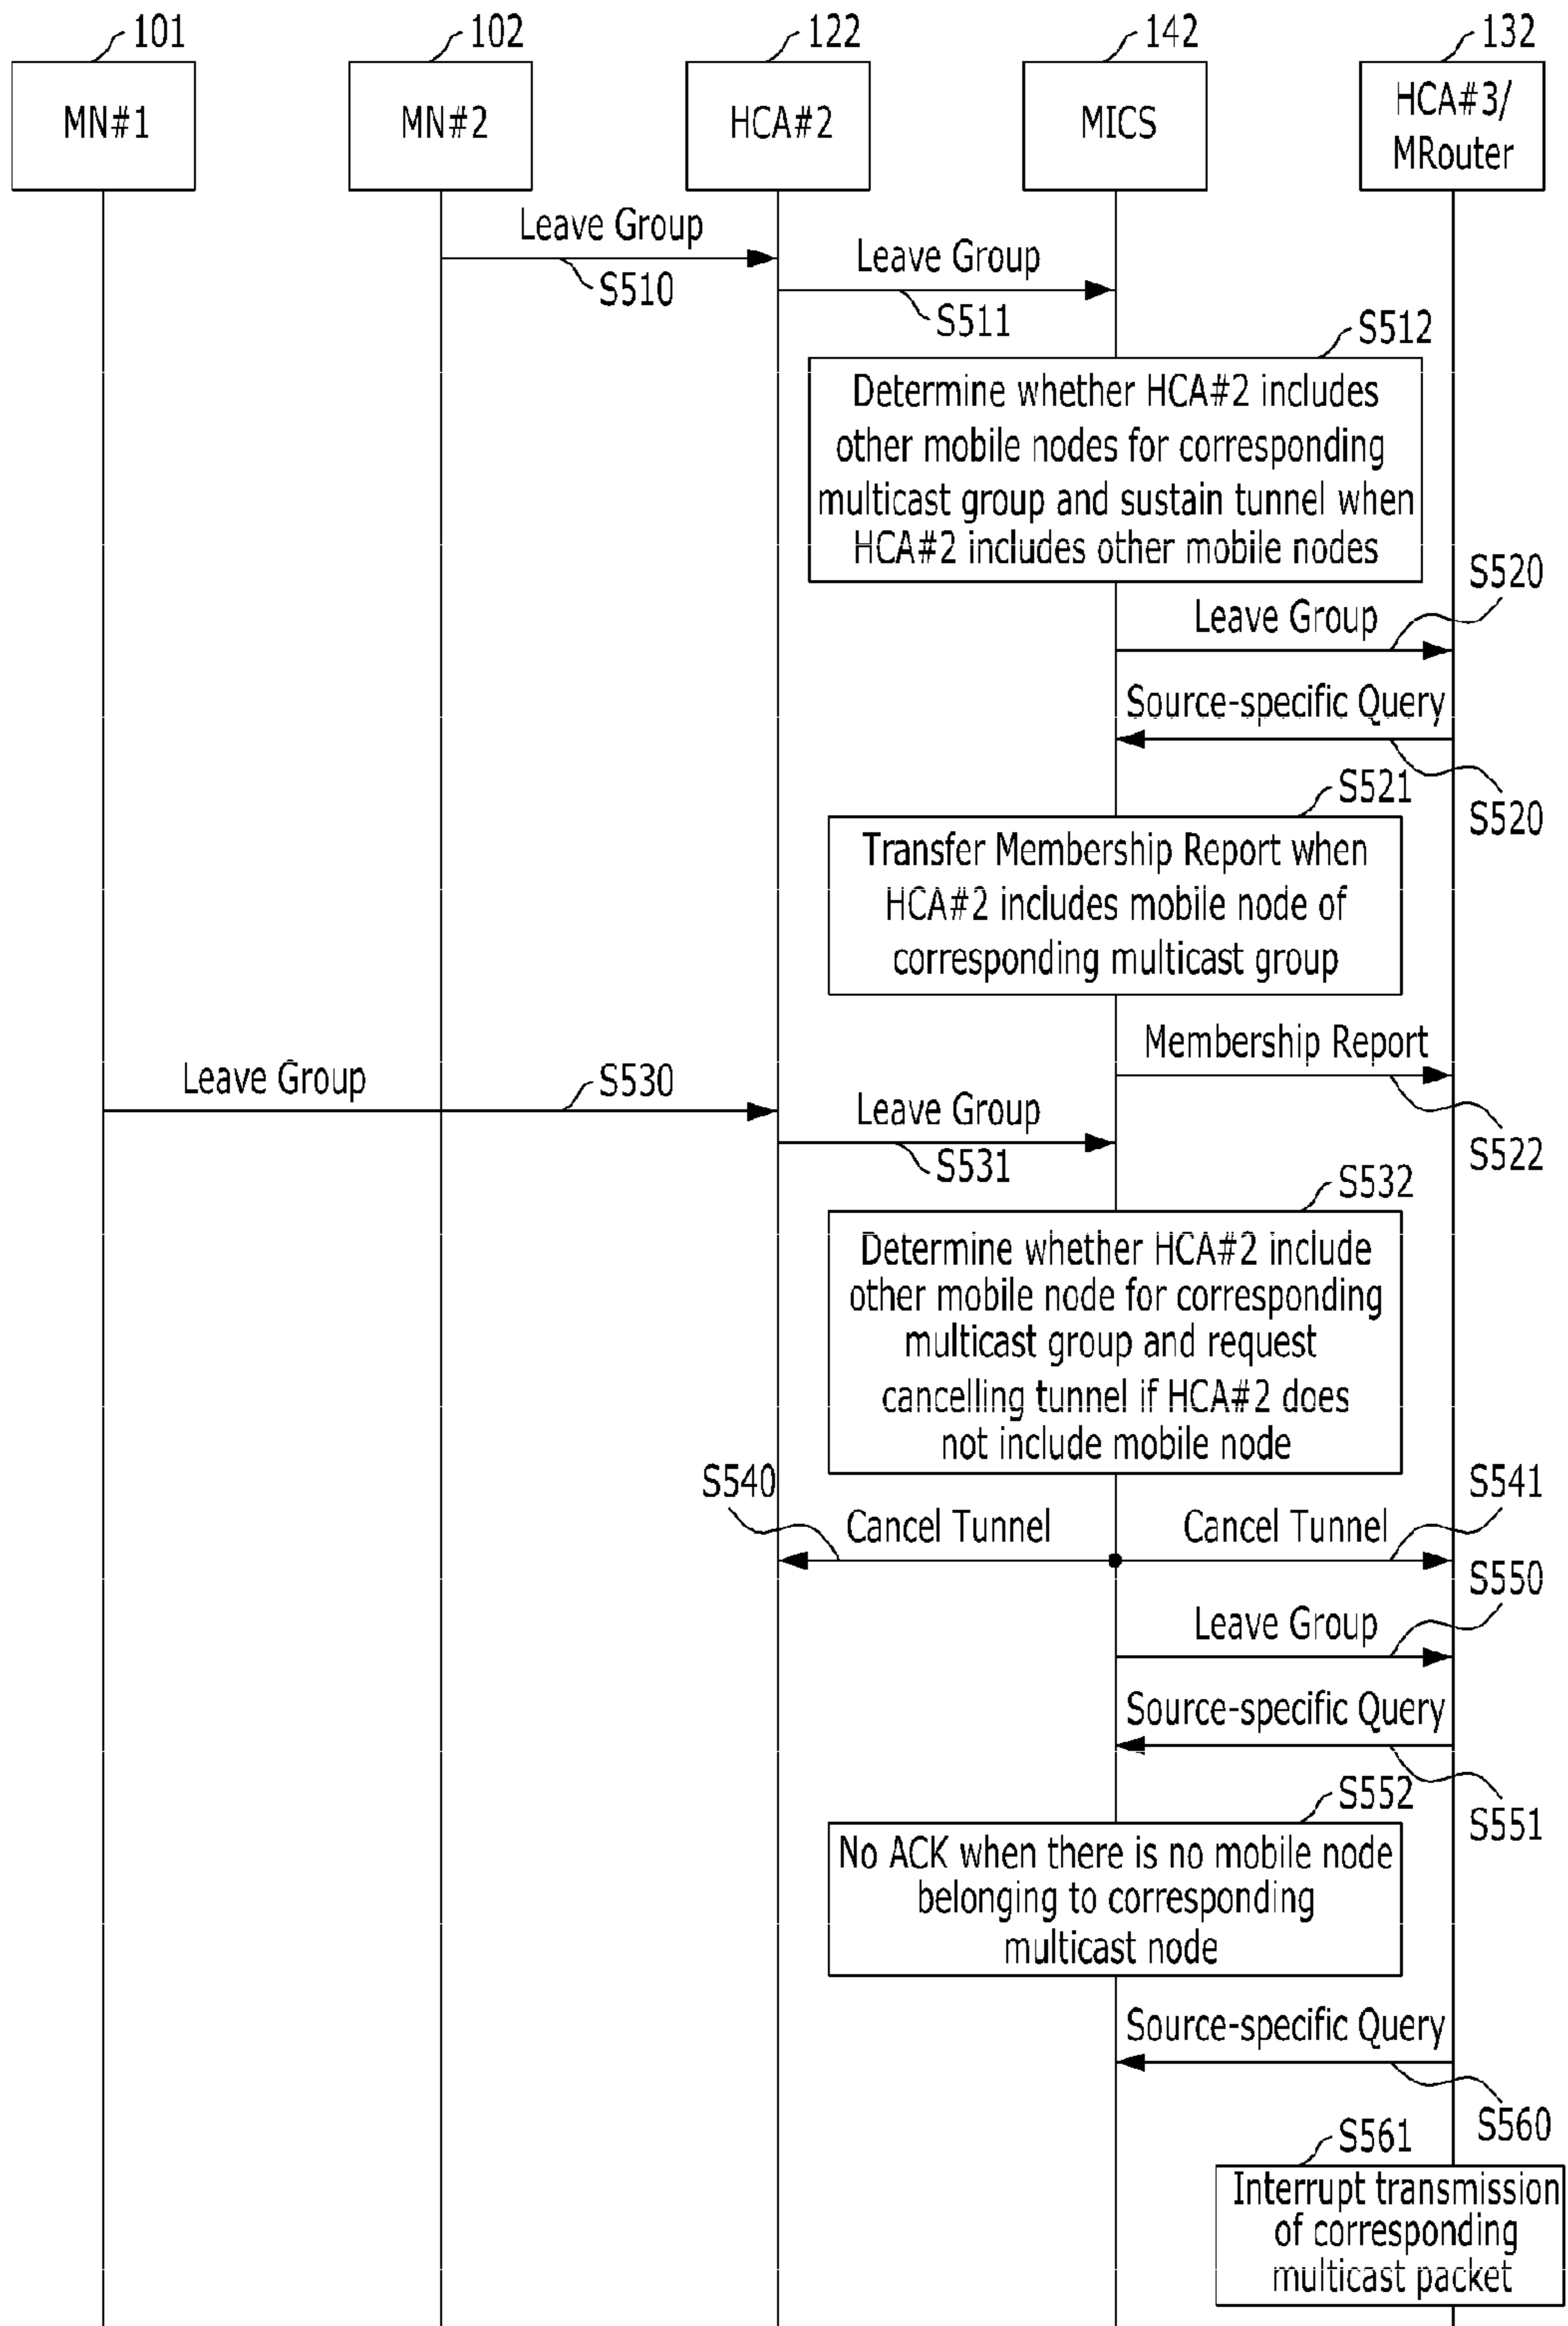 101
102
122
142
132
MN#1
MN#2
HCA#2
MICS
HCA#3/
MRouter
Leave Group
S510
Leave Group
S511
S512
Determine whether HCA#2 includes
other mobile nodes for corresponding
multicast group and sustain tunnel when
HCA#2 includes other mobile nodes
S520
Leave Group
Source-specific Query
S520
S521
Transfer Membership Report when
HCA#2 includes mobile node of
corresponding multicast group
Membership Report
S522
Leave Group
S530
Leave Group
S531
S532
Determine whether HCA#2 include
other mobile node for corresponding
multicast group and request
cancelling tunnel if HCA#2 does
not include mobile node
S540
Cancel Tunnel
Cancel Tunnel
S541
S550
Leave Group
Source-specific Query
S551
S552
No ACK when there is no mobile node
belonging to corresponding
multicast node
Source-specific Query
S560
S561
Interrupt transmission
of corresponding
multicast packet